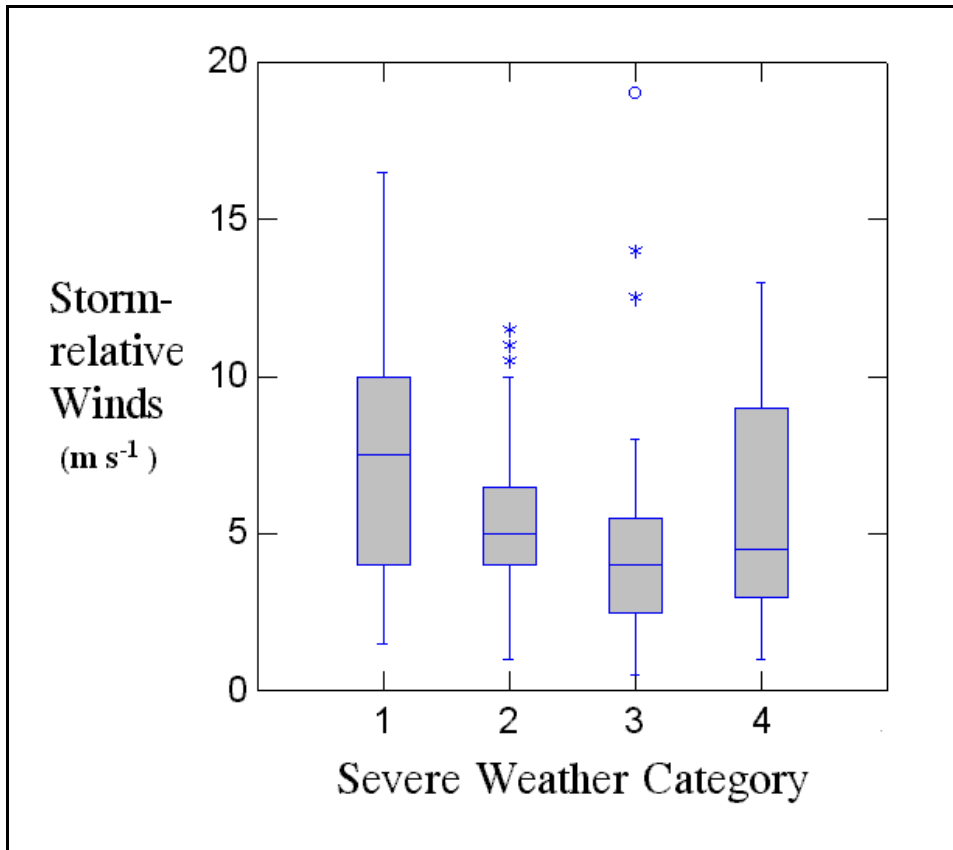 20
15
10
5
0
Storm-
relative
Winds
(m s-1 )
1 2 3 4
Severe Weather Category